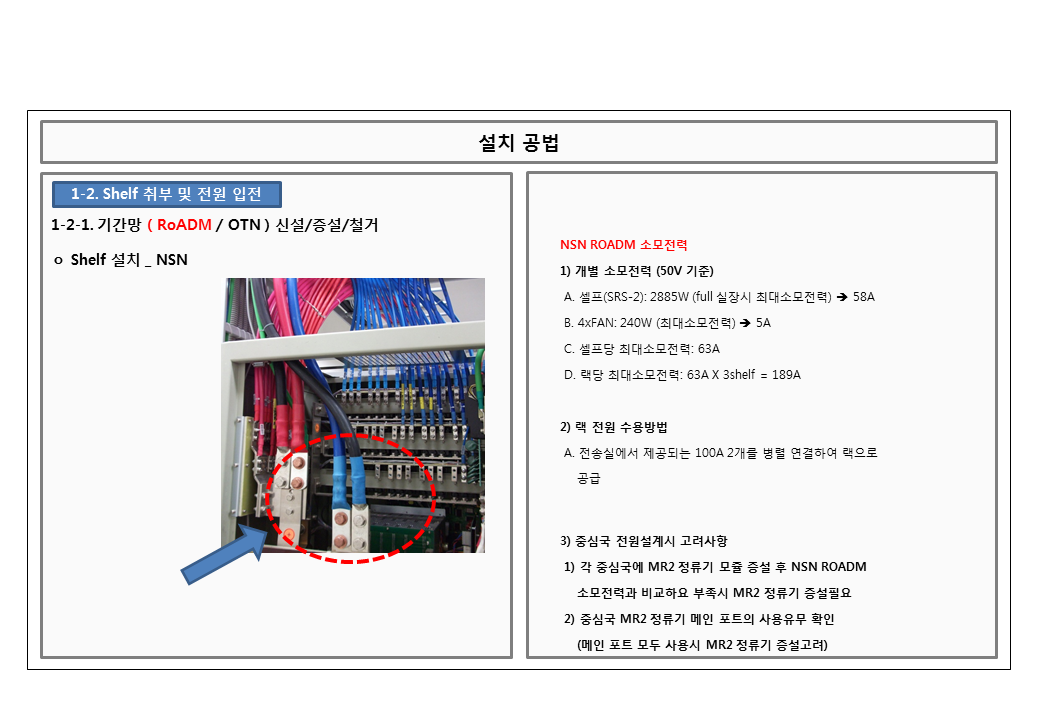 설치 공법
1-2. Shelf 취부 및 전원 입전
1-2-1. 기간망 ( RoADM / OTN ) 신설/증설/철거
ㅇ Shelf 설치 _ NSN
NSN ROADM 소모전력
1) 개별 소모전력 (50V 기준)
A. 셀프(SRS-2): 2885W (full 실장시 최대소모전력) ➔ 58A
B. 4xFAN: 240W (최대소모전력) ➔ 5A
C. 셀프당 최대소모전력: 63A
D. 랙당 최대소모전력: 63A X 3shelf = 189A
2) 랙 전원 수용방법
A. 전송실에서 제공되는 100A 2개를 병렬 연결하여 랙으로
공급
3) 중심국 전원설계시 고려사항
1) 각 중심국에 MR2 정류기 모듈 증설 후 NSN ROADM
소모전력과 비교하요 부족시 MR2 정류기 증설필요
2) 중심국 MR2 정류기 메인 포트의 사용유무 확인
(메인 포트 모두 사용시 MR2 정류기 증설고려)